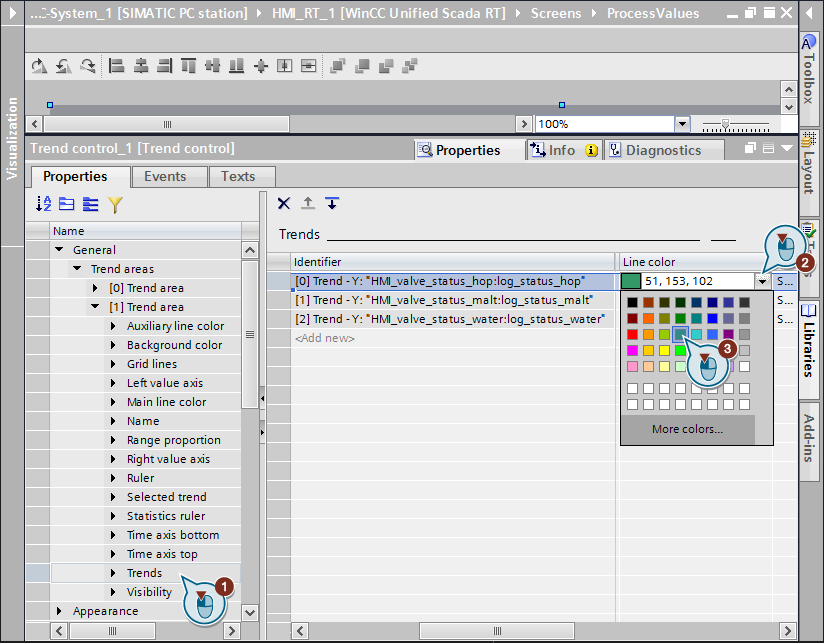 ...C-System_1 [SIMATIC PC station] HMI_RT_1 [WinCC Unified Scada RT] Screens ProcessValues
Visualization
Toolbox
Layout
Libraries
Add-ins
100%
Trend control_1 [Trend control]
Properties Info Diagnostics
Properties Events Texts
Name
General
Trend areas
[0] Trend area
[1] Trend area
Auxiliary line color
Background color
Grid lines
Left value axis
Main line color
Name
Range proportion
Right value axis
Ruler
Selected trend
Statistics ruler
Time axis bottom
Time axis top
Trends
Visibility
Appearance
1
Trends
Identifier Line color
[0] Trend - Y: "HMI_valve_status_hop:log_status_hop" 51, 153, 102 S...
[1] Trend - Y: "HMI_valve_status_malt:log_status_malt" S...
[2] Trend - Y: "HMI_valve_status_water:log_status_water" S...
<Add new>
2
3
More colors...